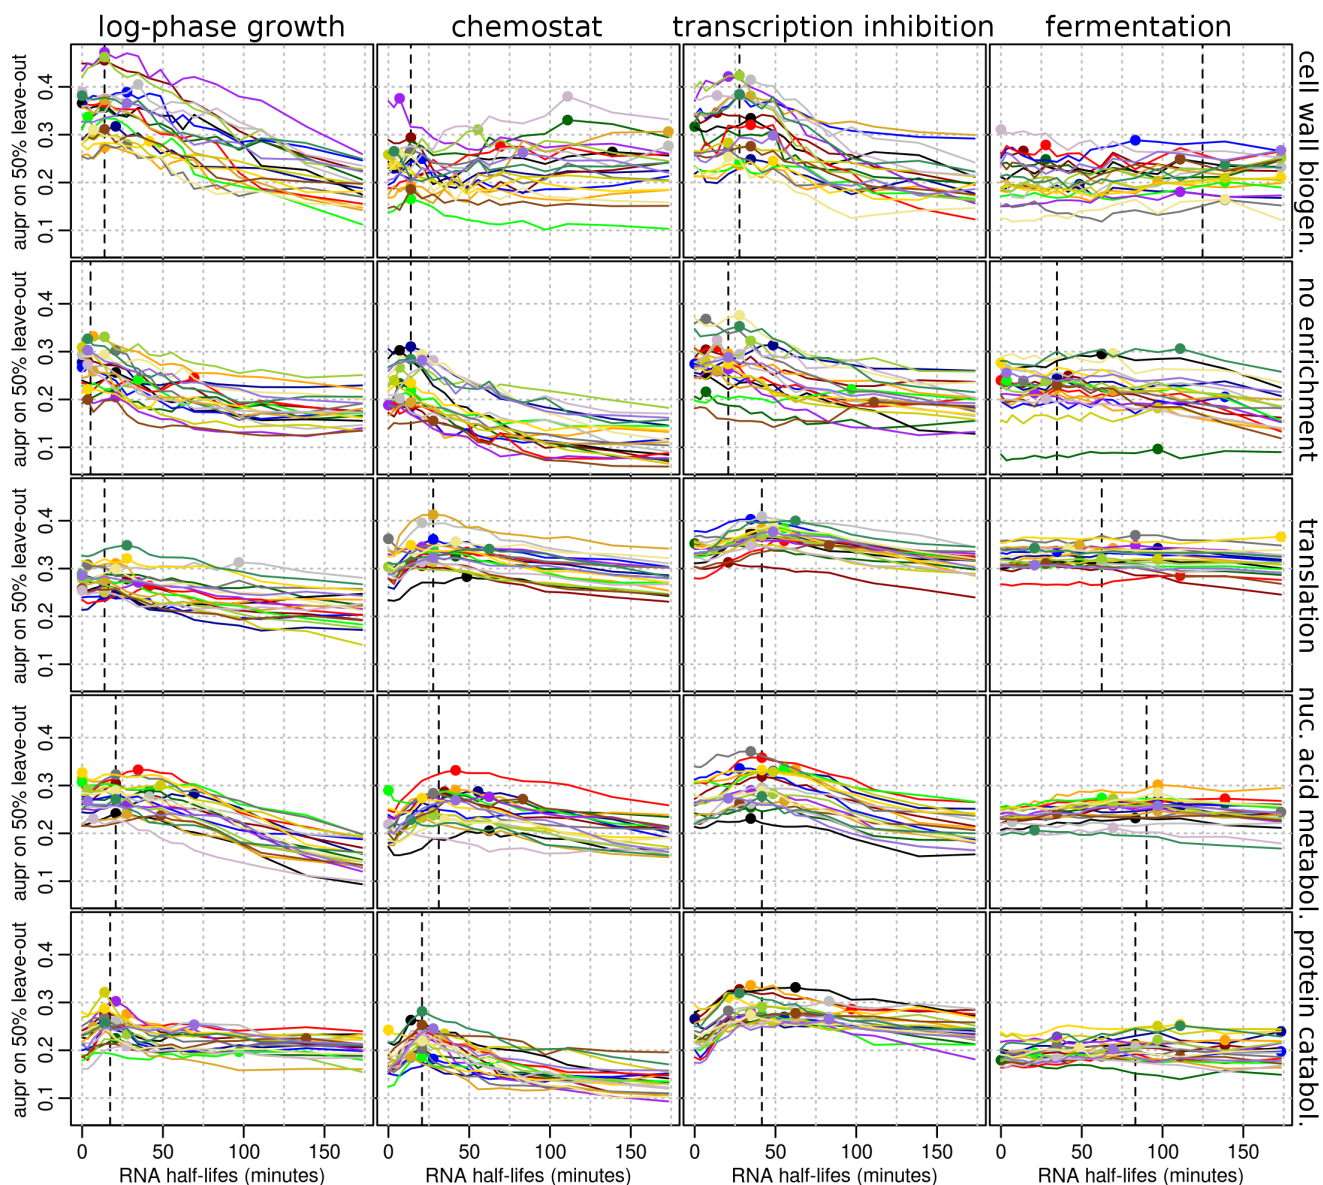 log-phase growth chemostat transcription inhibition fermentation
aupr on 50% leave-out 0.1 0.2 0.3 0.4 cell wall biogen.
aupr on 50% leave-out 0.1 0.2 0.3 0.4 no enrichment
aupr on 50% leave-out 0.1 0.2 0.3 0.4 translation
aupr on 50% leave-out 0.1 0.2 0.3 0.4 nuc. acid metabol.
aupr on 50% leave-out 0.1 0.2 0.3 0.4 protein catabol.
0 50 100 150 0 50 100 150 0 50 100 150 0 50 100 150
RNA half-lifes (minutes) RNA half-lifes (minutes) RNA half-lifes (minutes) RNA half-lifes (minutes)